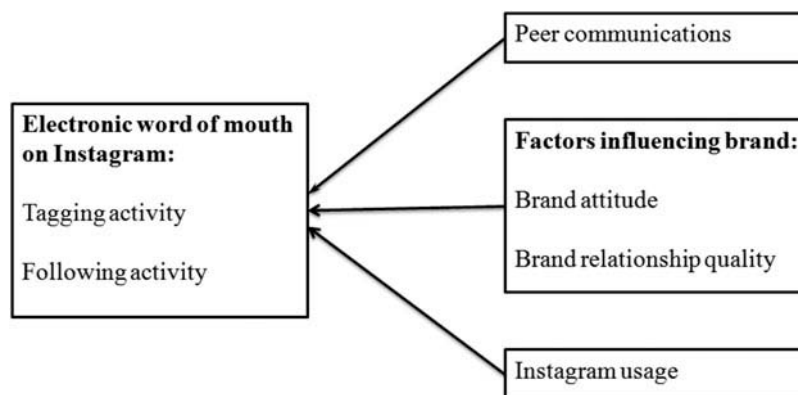 Peer communications
Electronic word of mouth
on Instagram:
Tagging activity
Following activity
Factors influencing brand:
Brand attitude
Brand relationship quality
Instagram usage